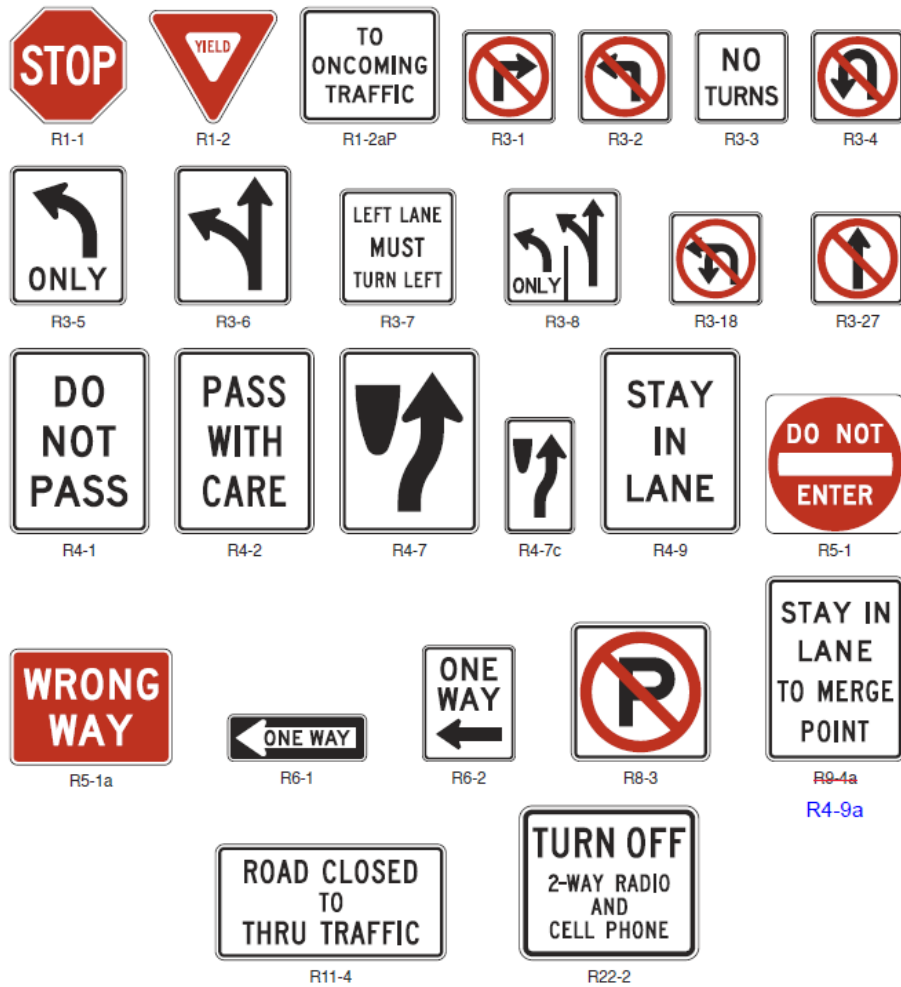 STOP
YIELD
TO
ONCOMING
TRAFFIC
NO
TURNS
R1-1
R1-2
R1-2aP
R3-1
R3-2
R3-3
R3-4
ONLY
LEFT LANE
MUST
TURN LEFT
ONLY
R3-5
R3-6
R3-7
R3-8
R3-18
R3-27
DO
NOT
PASS
PASS
WITH
CARE
STAY
IN
LANE
DO NOT
ENTER
R4-1
R4-2
R4-7
R4-7c
R4-9
R5-1
WRONG
WAY
ONE WAY
ONE
WAY
P
STAY IN
LANE
TO MERGE
POINT
R5-1a
R6-1
R6-2
R8-3
R9-4a
R4-9a
ROAD CLOSED
TO
THRU TRAFFIC
TURN OFF
2-WAY RADIO
AND
CELL PHONE
R11-4
R22-2